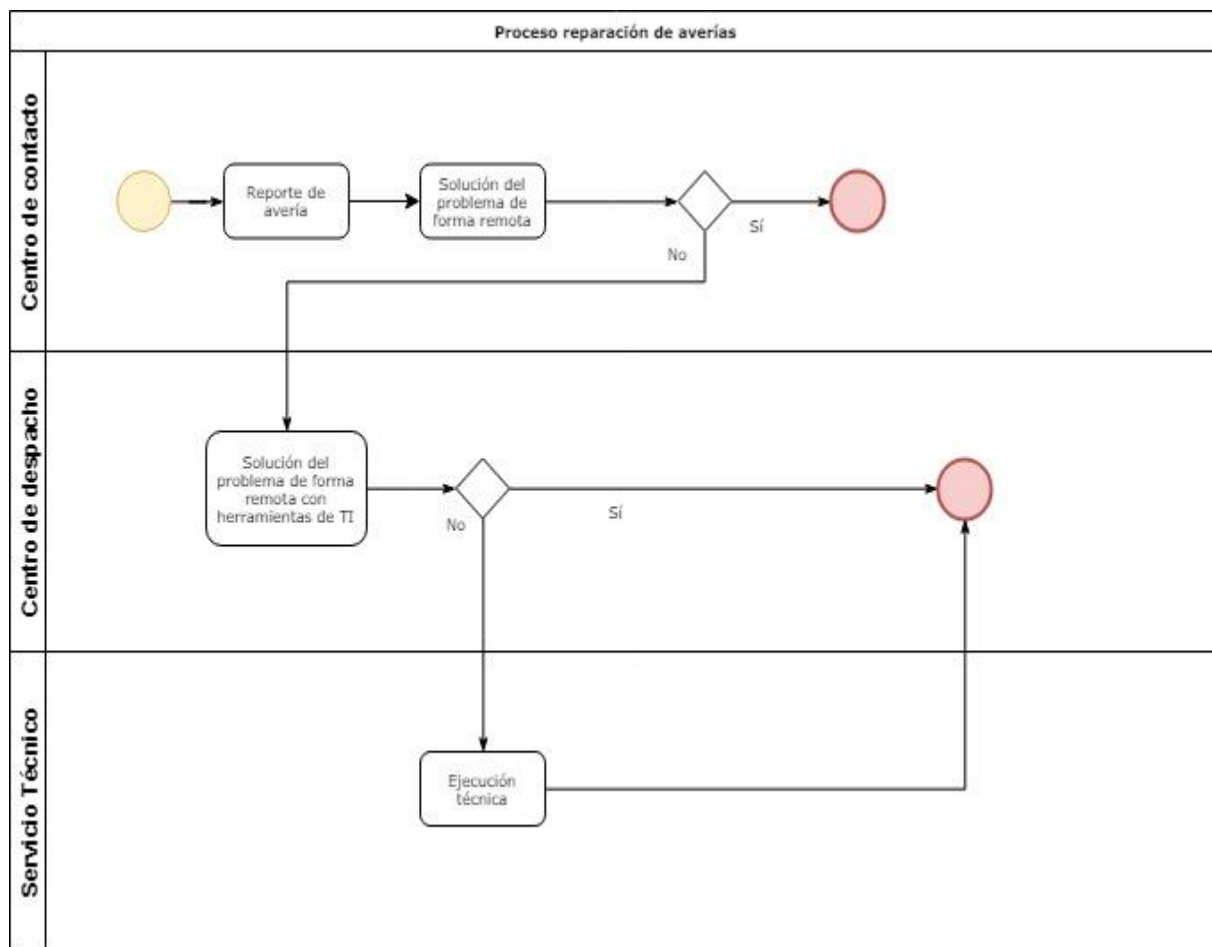 Proceso reparación de averías
Centro de contacto
Reporte de
avería
Solución del
problema de
forma remota
Sí
No
Centro de despacho
Solución del
problema de forma
remota con
herramientas de TI
No
Sí
Servicio Técnico
Ejecución
técnica